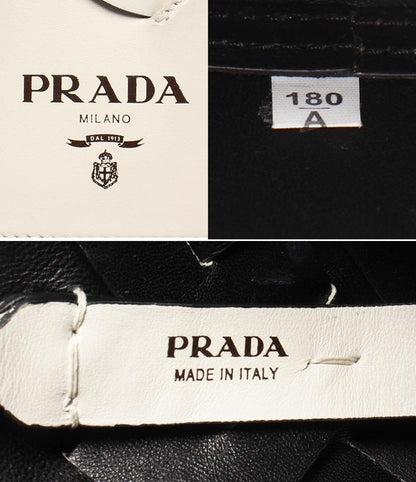 PRADA
MILANO
DAL 1913
180
A
PRADA
MADE IN ITALY